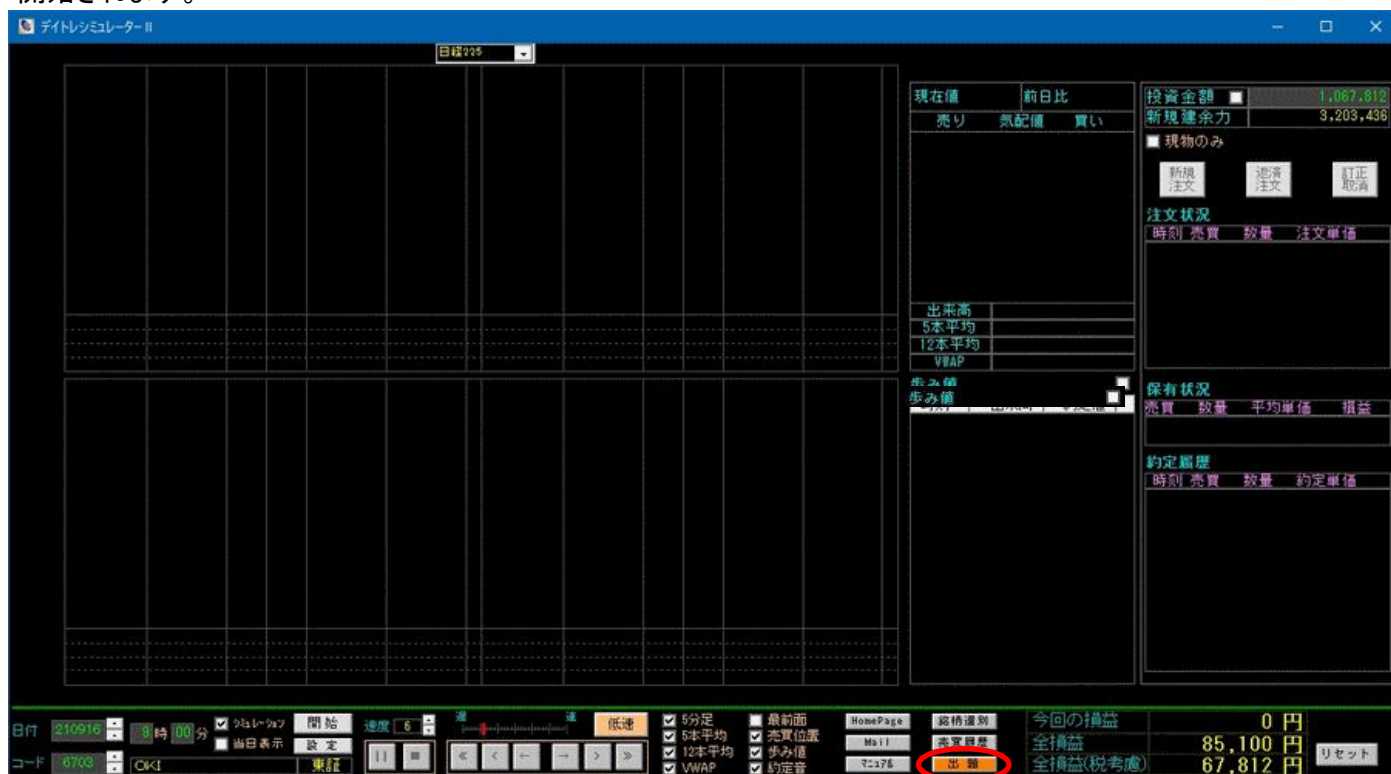 開始されます。
デイトレシミュレーターⅡ
日経225
現在値 前日比
売り 気配値 買い
出来高
5本平均
12本平均
VWAP
歩み値
歩み値
投資金額 1,067,812
新規建余力 3,203,436
現物のみ
新規注文 返済注文 訂正取消
注文状況
時刻 売買 数量 注文単価
保有状況
売買 数量 平均単価 損益
約定履歴
時刻 売買 数量 約定単価
日付 210916 8 時 00 分 シミュレーション 開始
当日表示 設定
コード 6703 OKI 東証
速度 6 遅 速 低速
5分足 最前面 HomePage 銘柄選別
5本平均 売買位置 Mail 売買履歴
12本平均 歩み値 マニュアル 出題
VWAP 約定音
今回の損益 0 円
全損益 85,100 円
全損益(税考慮) 67,812 円
リセット